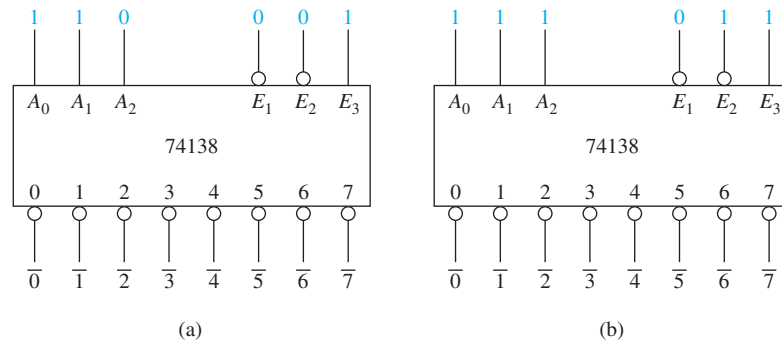 1 1 0 0 0 1
A₀ A₁ A₂ E₁ E₂ E₃
74138
0 1 2 3 4 5 6 7
0̅ 1̅ 2̅ 3̅ 4̅ 5̅ 6̅ 7̅
(a)
1 1 1 0 1 1
A₀ A₁ A₂ E₁ E₂ E₃
74138
0 1 2 3 4 5 6 7
0̅ 1̅ 2̅ 3̅ 4̅ 5̅ 6̅ 7̅
(b)